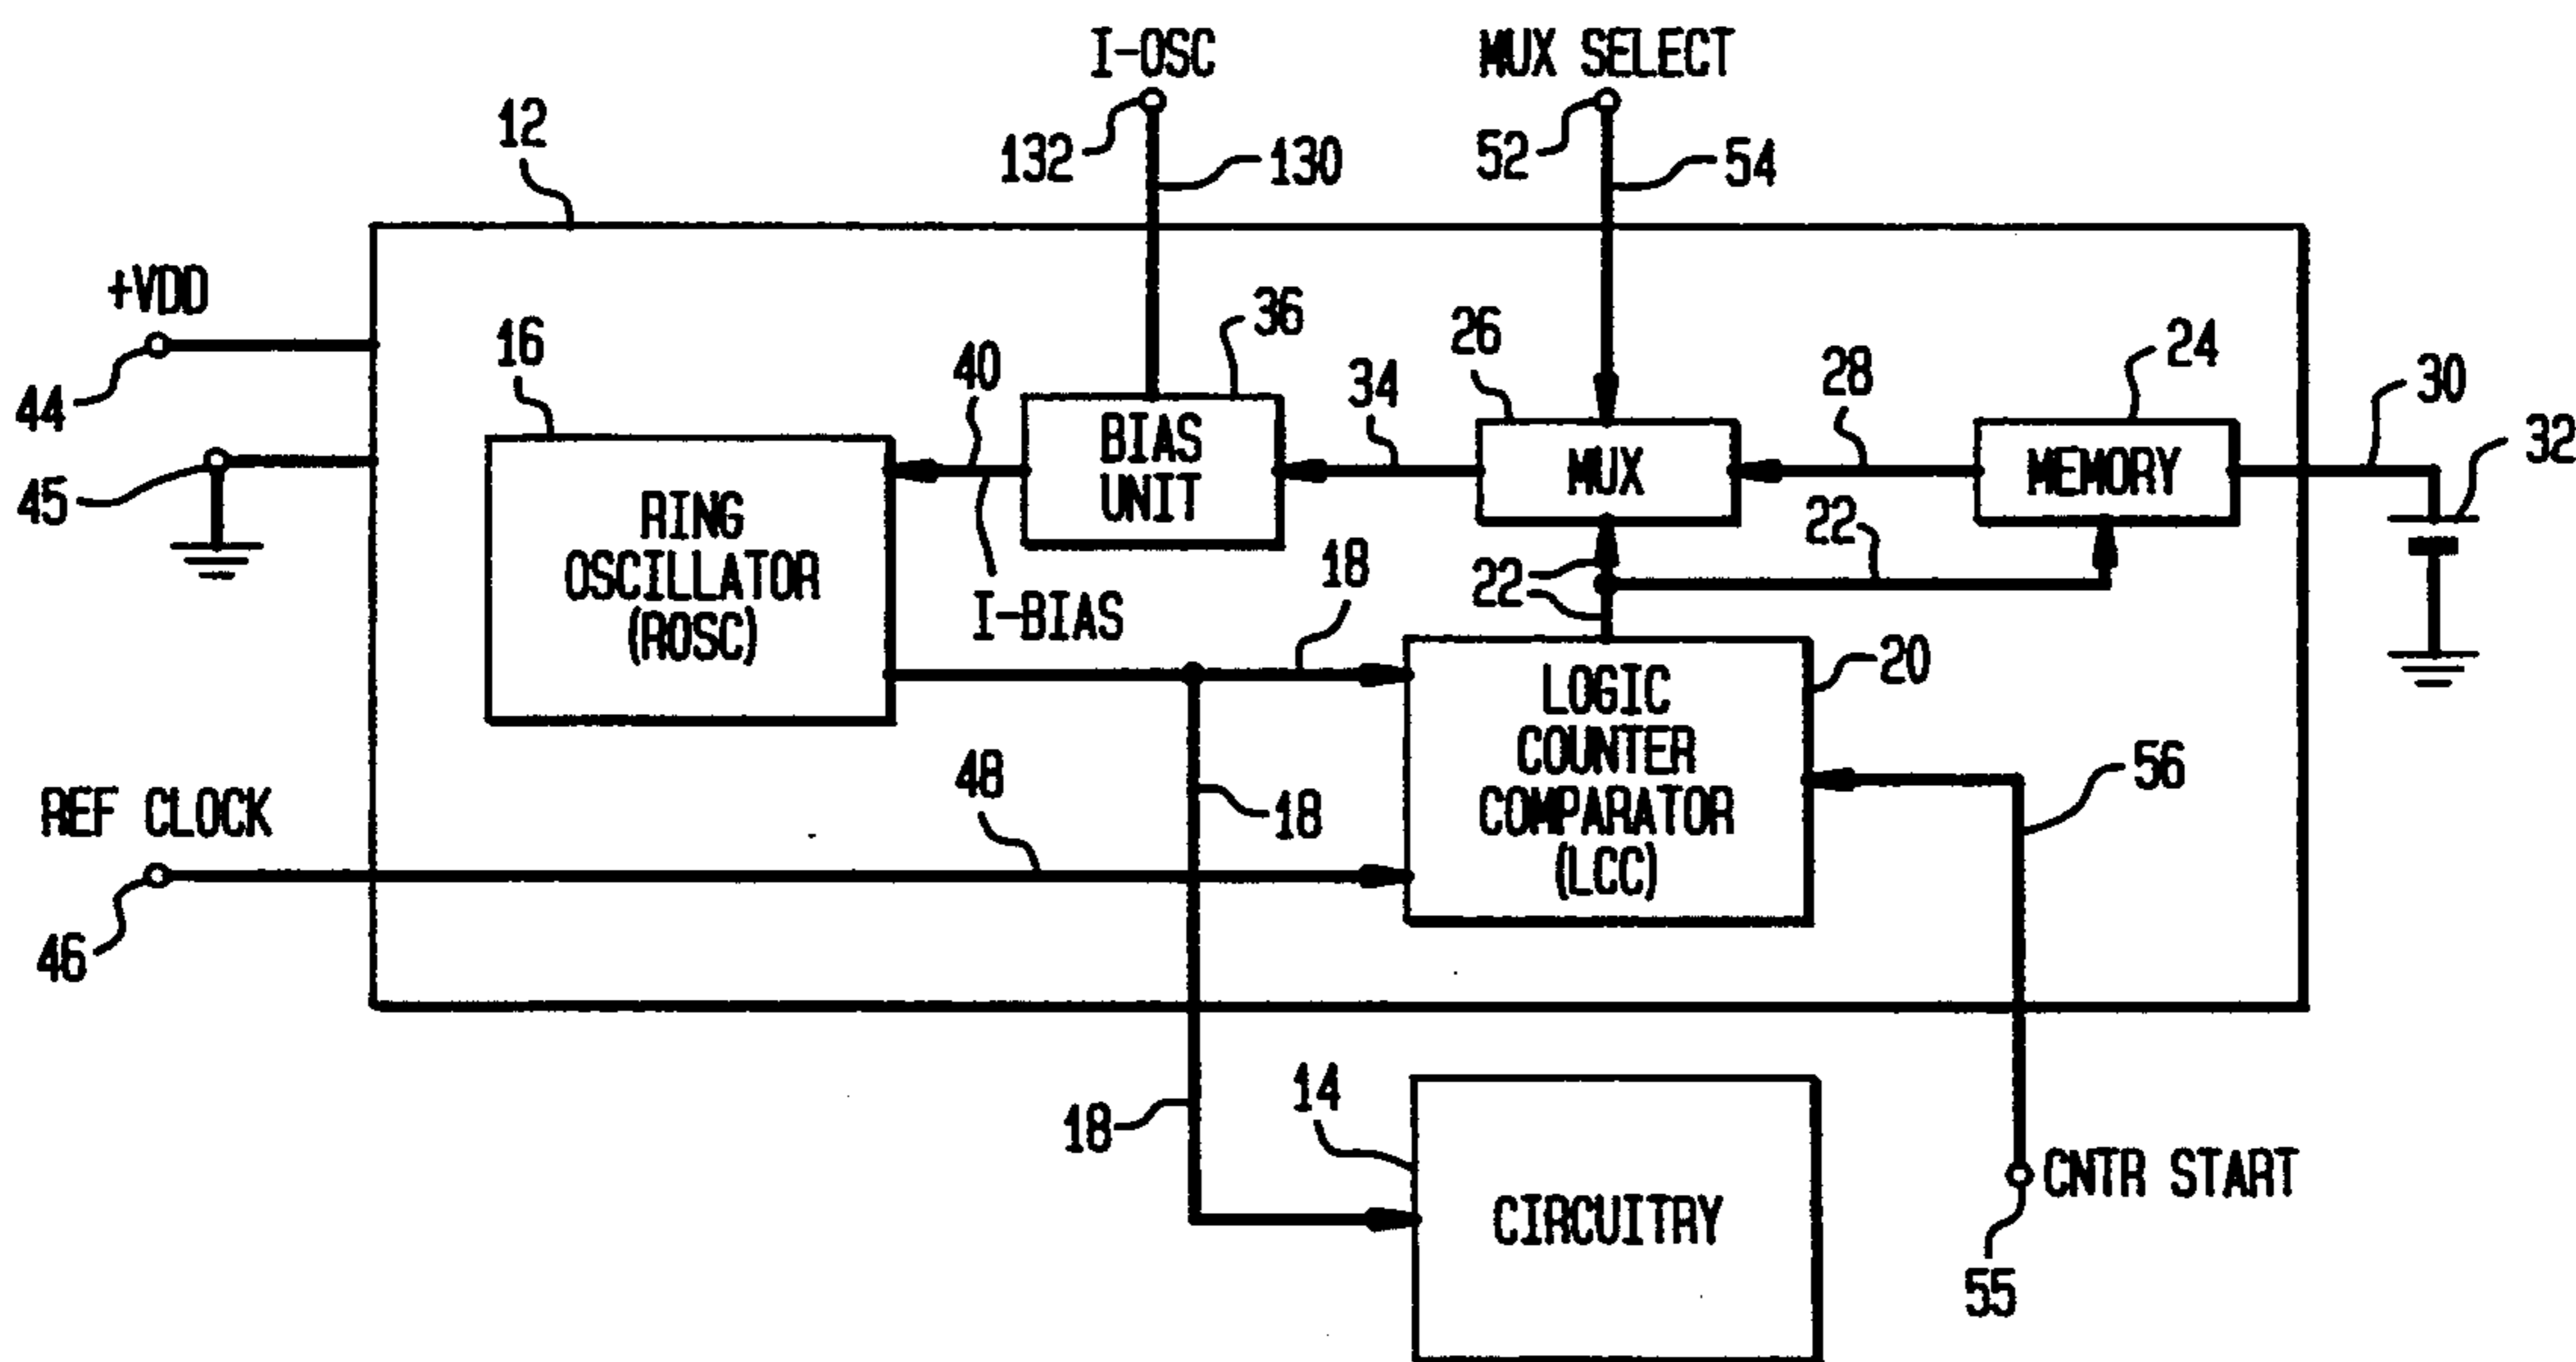 I-OSC
MUX SELECT
12
132
130
52
54
+VDD
44
16
40
36
34
26
28
24
30
32
45
RING
OSCILLATOR
(ROSC)
BIAS
UNIT
MUX
MEMORY
I-BIAS
18
22
22
20
LOGIC
COUNTER
COMPARATOR
(LCC)
REF CLOCK
48
18
56
46
18
14
CIRCUITRY
CNTR START
55